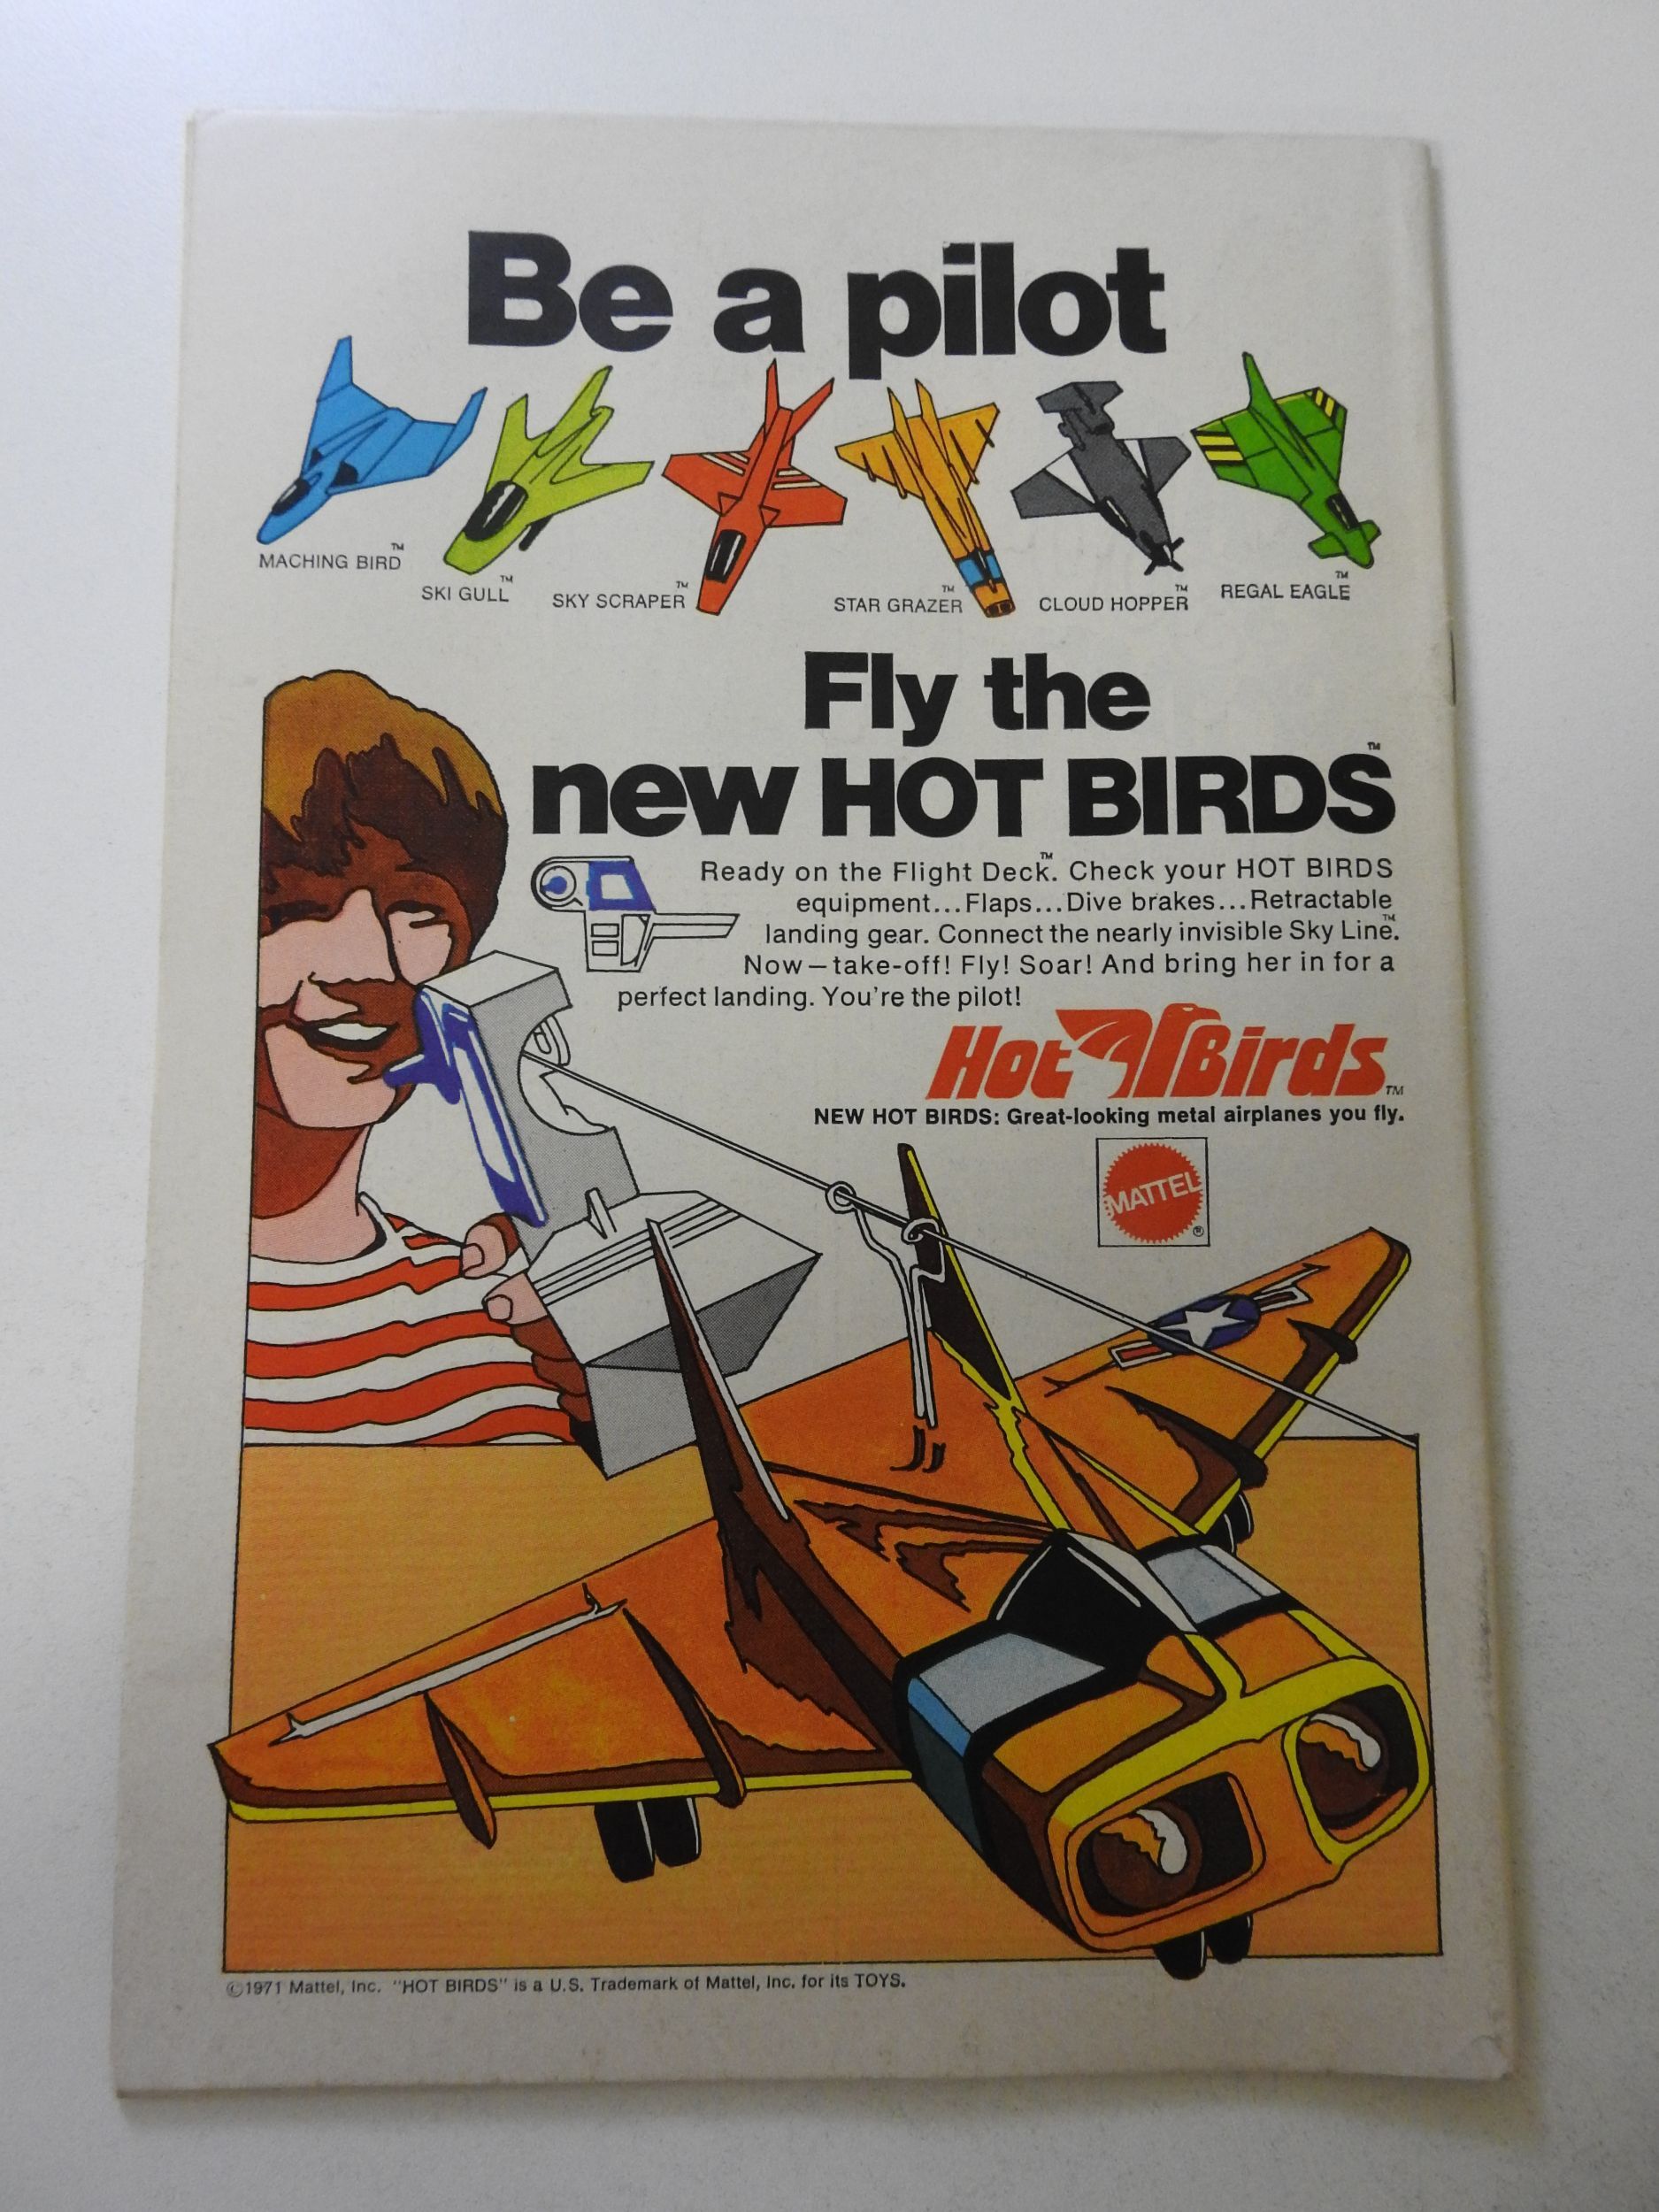 Be a pilot
MACHING BIRD™
SKI GULL™
SKY SCRAPER™
STAR GRAZER™
CLOUD HOPPER™
REGAL EAGLE™
Fly the
new HOT BIRDS™
Ready on the Flight Deck™. Check your HOT BIRDS
equipment...Flaps...Dive brakes...Retractable
landing gear. Connect the nearly invisible Sky Line™.
Now—take-off! Fly! Soar! And bring her in for a
perfect landing. You're the pilot!
Hot Birds™
NEW HOT BIRDS: Great-looking metal airplanes you fly.
MATTEL®
©1971 Mattel, Inc. "HOT BIRDS" is a U.S. Trademark of Mattel, Inc. for its TOYS.